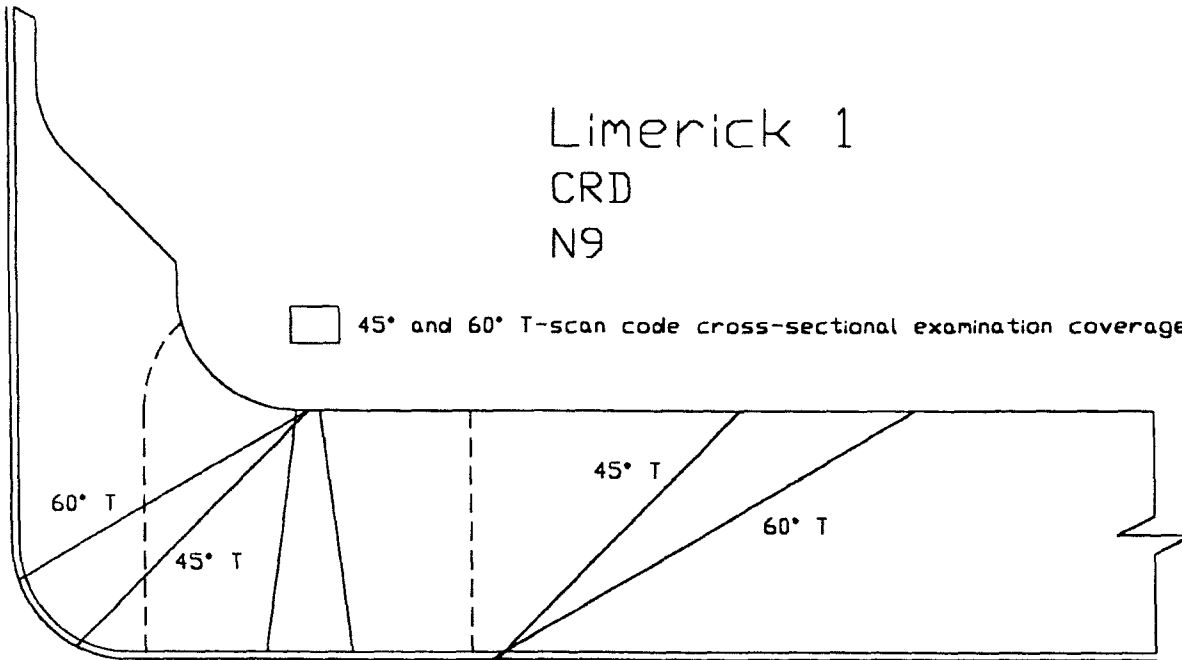 Limerick 1
CRD
N9
45° and 60° T-scan code cross-sectional examination coverage
45° T
60° T
60° T
45° T